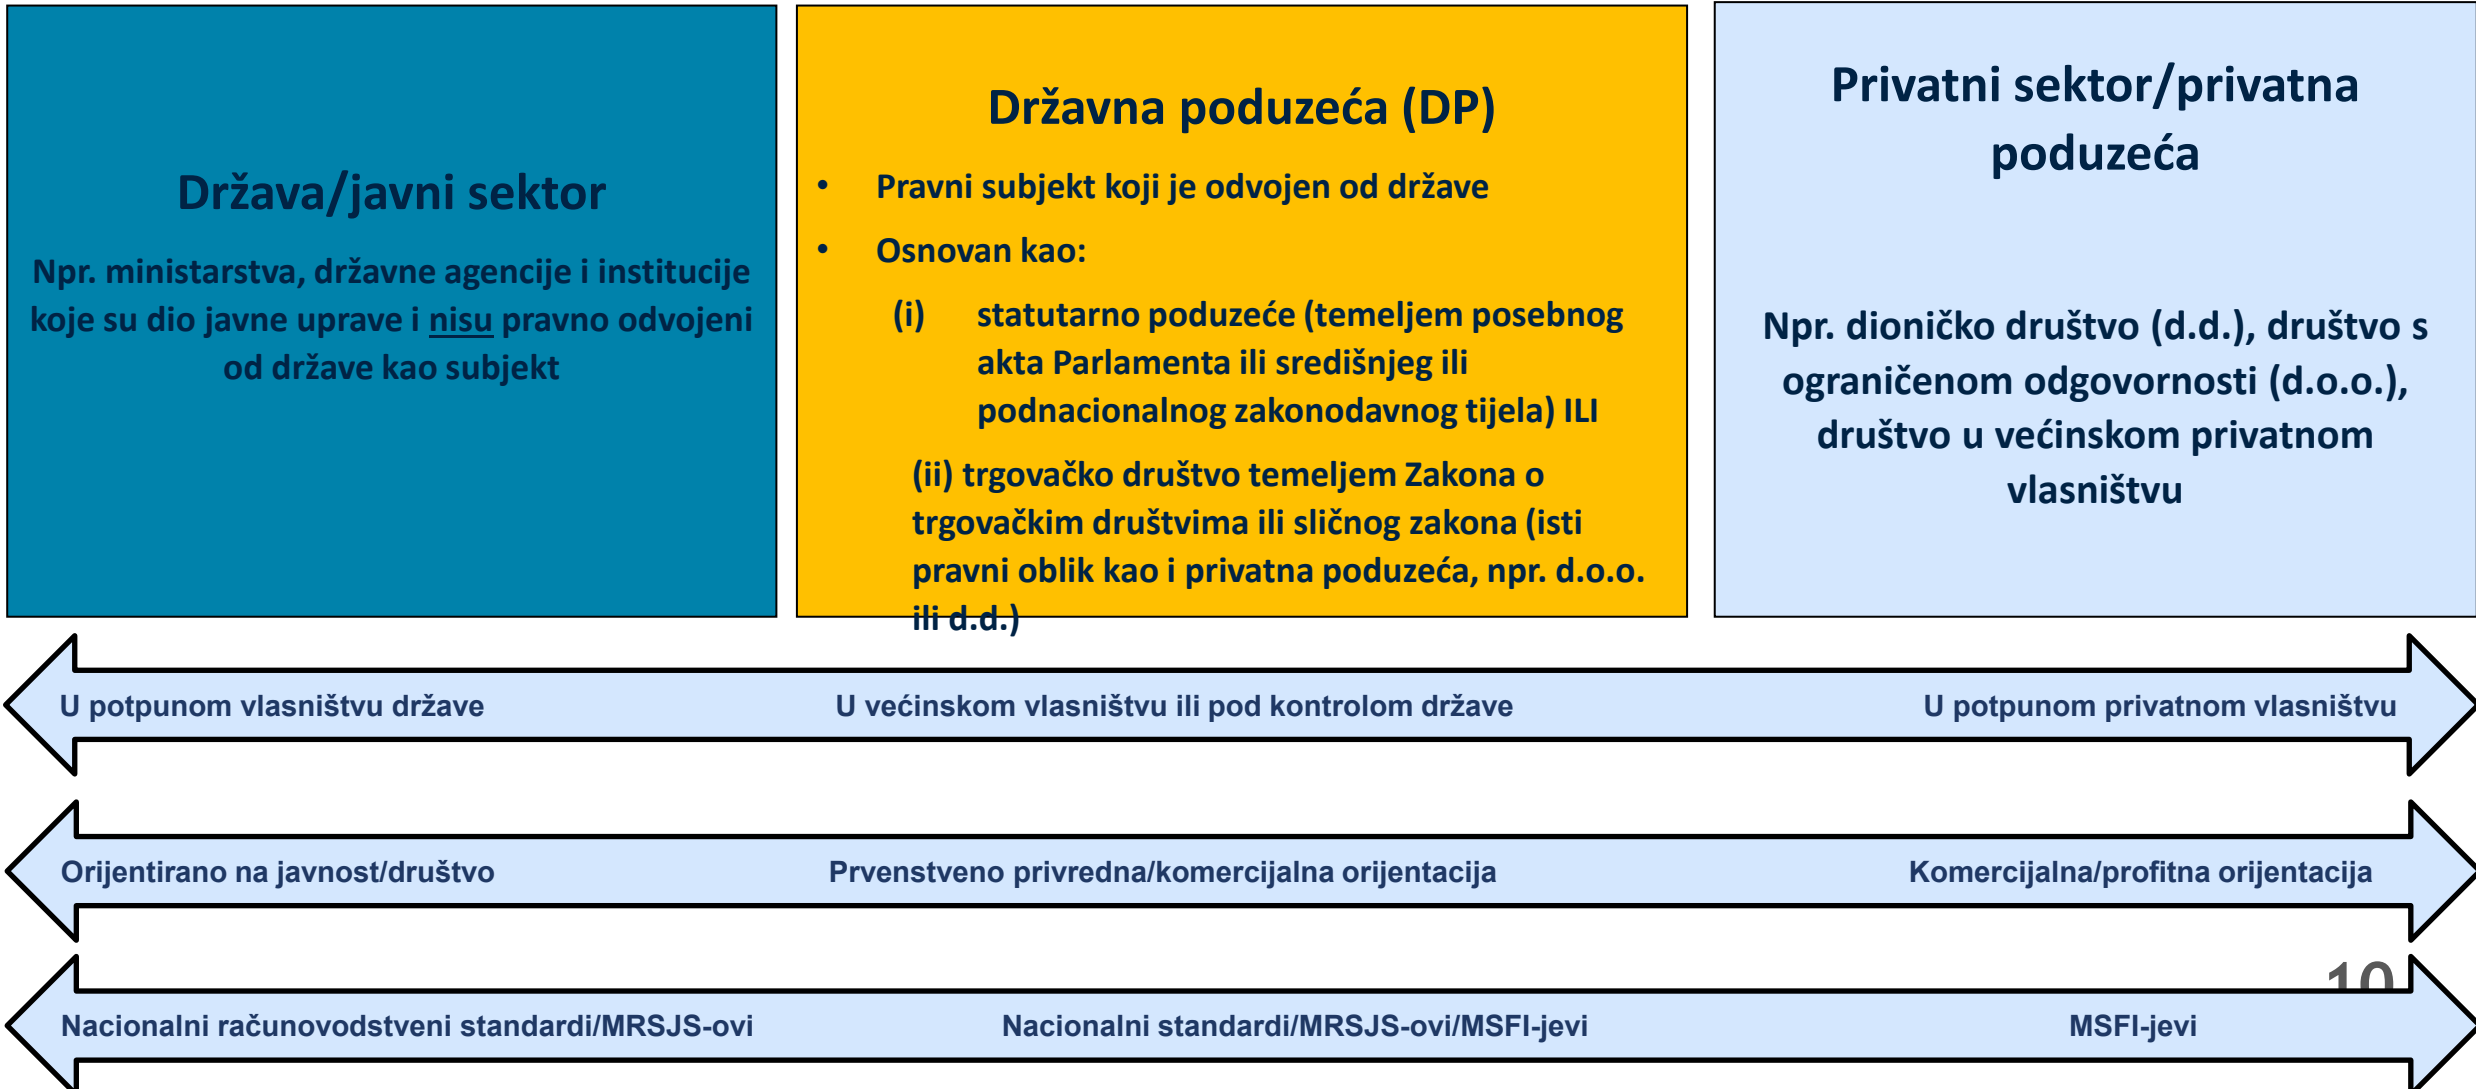 Država/javni sektor
Npr. ministarstva, državne agencije i institucije
koje su dio javne uprave i nisu pravno odvojeni
od države kao subjekt
Državna poduzeća (DP)
• Pravni subjekt koji je odvojen od države
• Osnovan kao:
(i) statutarno poduzeće (temeljem posebnog
akta Parlamenta ili središnjeg ili
podnacionalnog zakonodavnog tijela) ILI
(ii) trgovačko društvo temeljem Zakona o
trgovačkim društvima ili sličnog zakona (isti
pravni oblik kao i privatna poduzeća, npr. d.o.o.
ili d.d.)
Privatni sektor/privatna
poduzeća
Npr. dioničko društvo (d.d.), društvo s
ograničenom odgovornosti (d.o.o.),
društvo u većinskom privatnom
vlasništvu
U potpunom vlasništvu države
U većinskom vlasništvu ili pod kontrolom države
U potpunom privatnom vlasništvu
Orijentirano na javnost/društvo
Prvenstveno privredna/komercijalna orijentacija
Komercijalna/profitna orijentacija
10
Nacionalni računovodstveni standardi/MRSJS-ovi
Nacionalni standardi/MRSJS-ovi/MSFI-jevi
MSFI-jevi